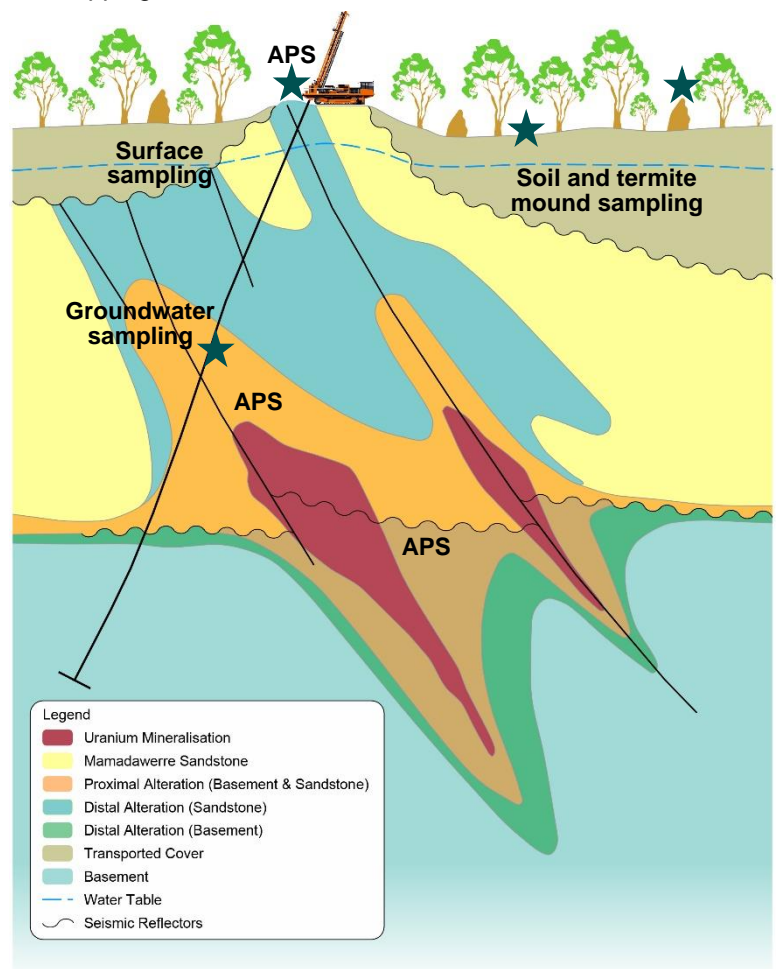 APS
Surface
sampling
Soil and termite
mound sampling
Groundwater
sampling
APS
APS
Legend
Uranium Mineralisation
Mamadawerre Sandstone
Proximal Alteration (Basement & Sandstone)
Distal Alteration (Sandstone)
Distal Alteration (Basement)
Transported Cover
Basement
Water Table
Seismic Reflectors